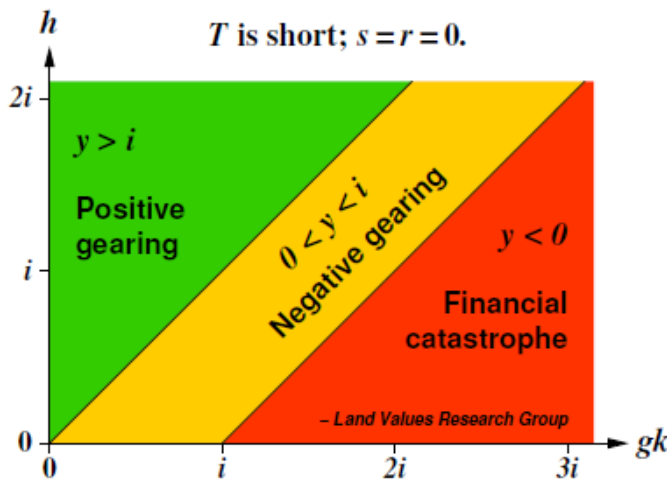 h
T is short; s = r = 0.
2i
y > i
Positive
gearing
0 < y < i
Negative gearing
y < 0
i
Financial
catastrophe
– Land Values Research Group
0
gk
0
i
2i
3i